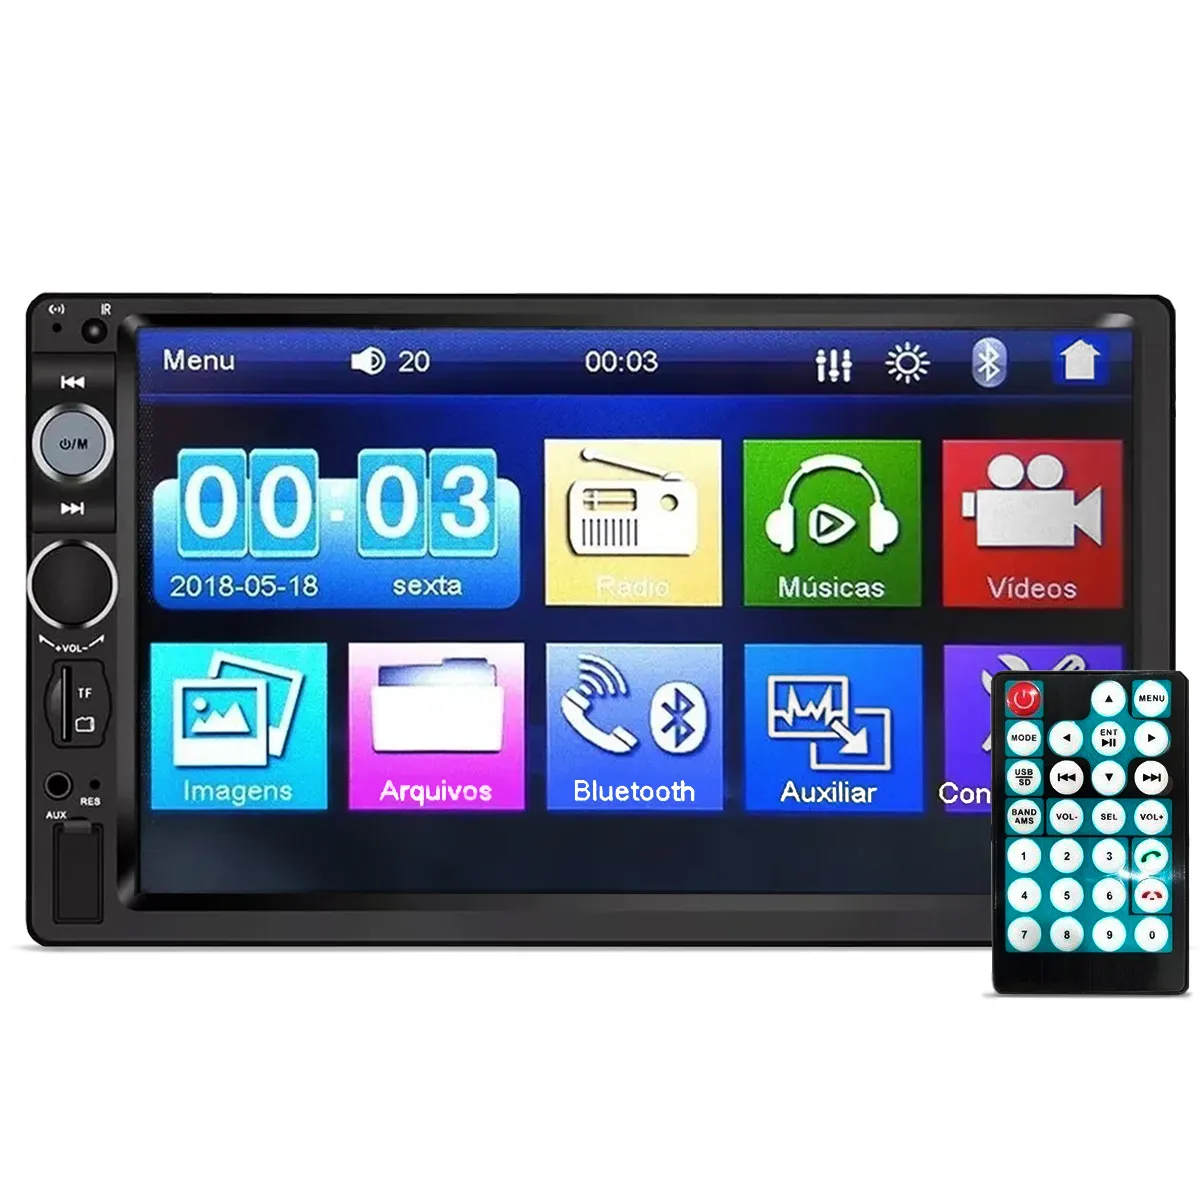 IR
Menu
20
00:03
⏻/M
00:03
2018-05-18
sexta
Radio
Músicas
Vídeos
+VOL-
TF
Imagens
Arquivos
Bluetooth
Auxiliar
Con
AUX
RES
MENU
MODE
ENT
USB
SD
BAND
AMS
VOL-
SEL
VOL+
1
2
3
4
5
6
7
8
9
0